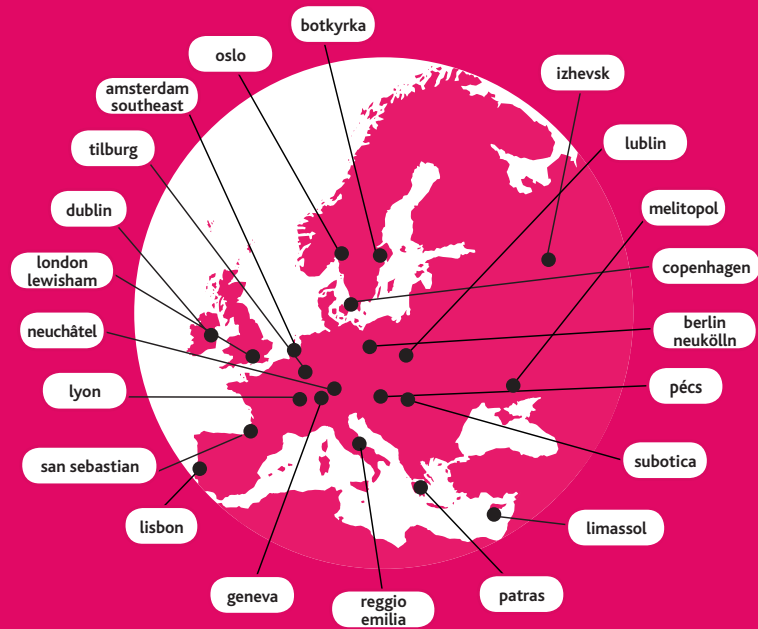 botkyrka
oslo
izhevsk
amsterdam
southeast
lublin
tilburg
melitopol
dublin
london
lewisham
copenhagen
neuchâtel
berlin
neukölln
lyon
pécs
san sebastian
subotica
lisbon
limassol
geneva
reggio
emilia
patras